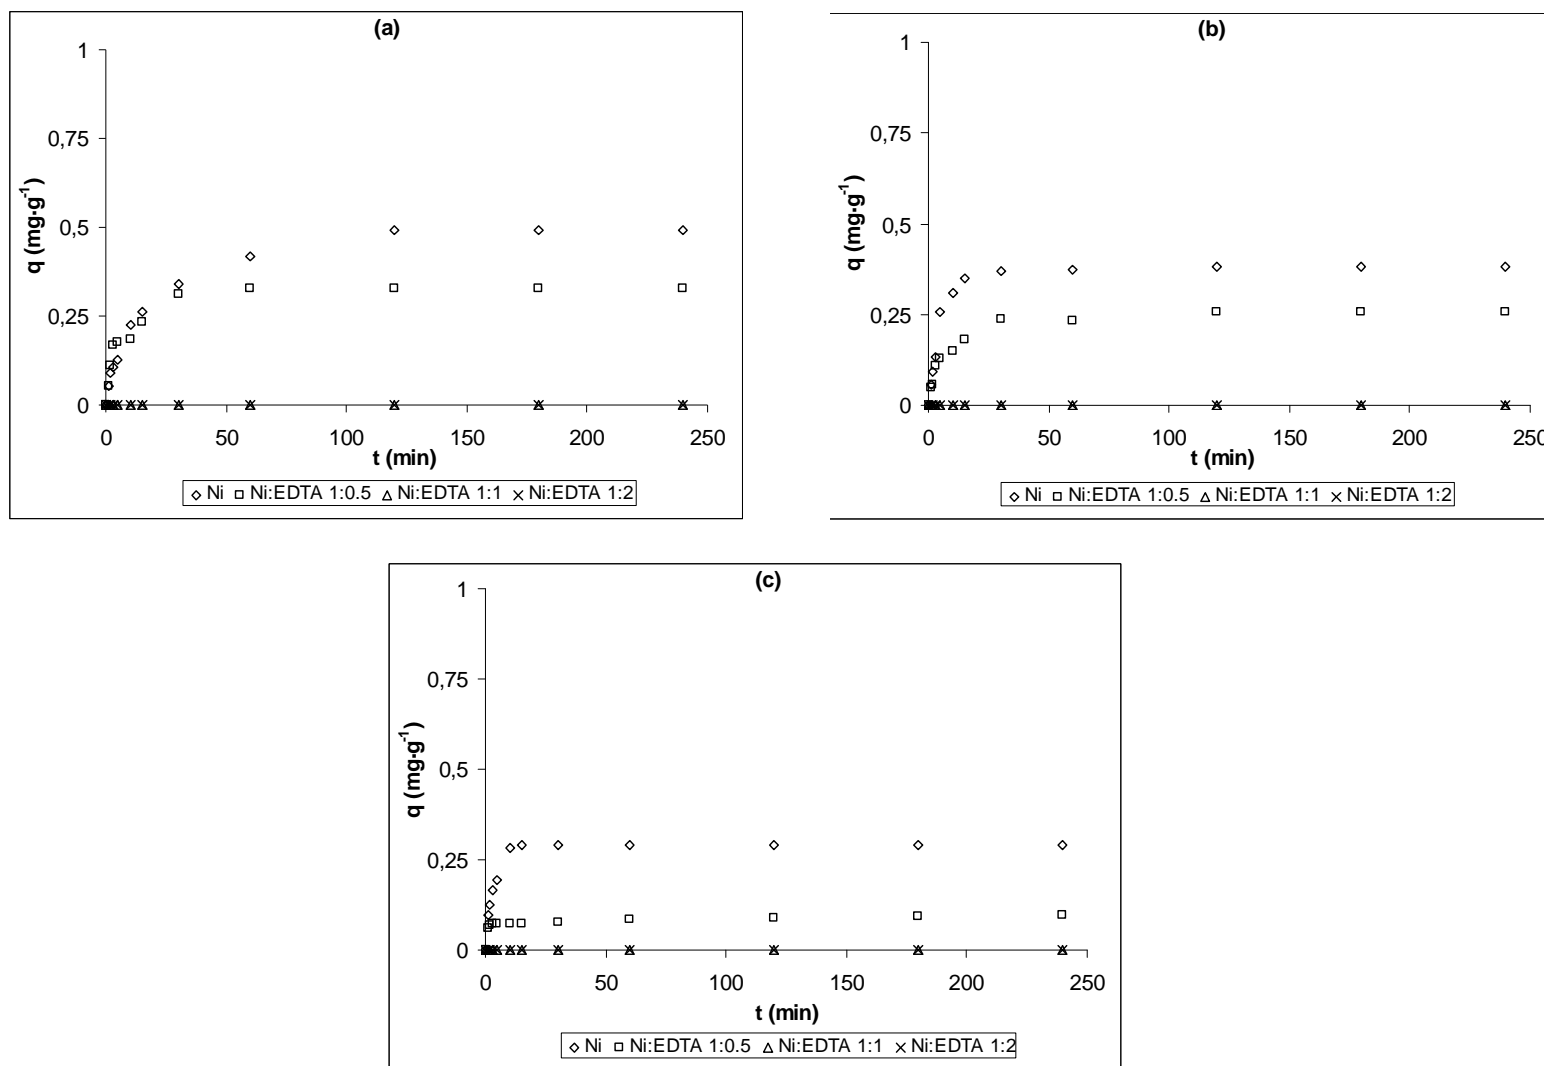 (a)
1
0,75
0,5
0,25
0
q (mg·g-1)
0 50 100 150 200 250
t (min)
Ni Ni:EDTA 1:0.5 Ni:EDTA 1:1 Ni:EDTA 1:2
(b)
1
0,75
0,5
0,25
0
q (mg·g-1)
0 50 100 150 200 250
t (min)
Ni Ni:EDTA 1:0.5 Ni:EDTA 1:1 Ni:EDTA 1:2
(c)
1
0,75
0,5
0,25
0
q (mg·g-1)
0 50 100 150 200 250
t (min)
Ni Ni:EDTA 1:0.5 Ni:EDTA 1:1 Ni:EDTA 1:2